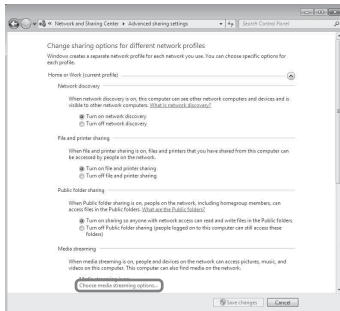 Network and Sharing Center ▸ Advanced sharing settings
Search Control Panel
Change sharing options for different network profiles
Windows creates a separate network profile for each network you use. You can choose specific options for
each profile.
Home or Work (current profile)
Network discovery
When network discovery is on, this computer can see other network computers and devices and is
visible to other network computers. What is network discovery?
Turn on network discovery
Turn off network discovery
File and printer sharing
When file and printer sharing is on, files and printers that you have shared from this computer can
be accessed by people on the network.
Turn on file and printer sharing
Turn off file and printer sharing
Public folder sharing
When Public folder sharing is on, people on the network, including homegroup members, can
access files in the Public folders. What are the Public folders?
Turn on sharing so anyone with network access can read and write files in the Public folders
Turn off Public folder sharing (people logged on to this computer can still access these
folders)
Media streaming
When media streaming is on, people and devices on the network can access pictures, music, and
videos on this computer. This computer can also find media on the network.
Choose media streaming options...
Save changes
Cancel